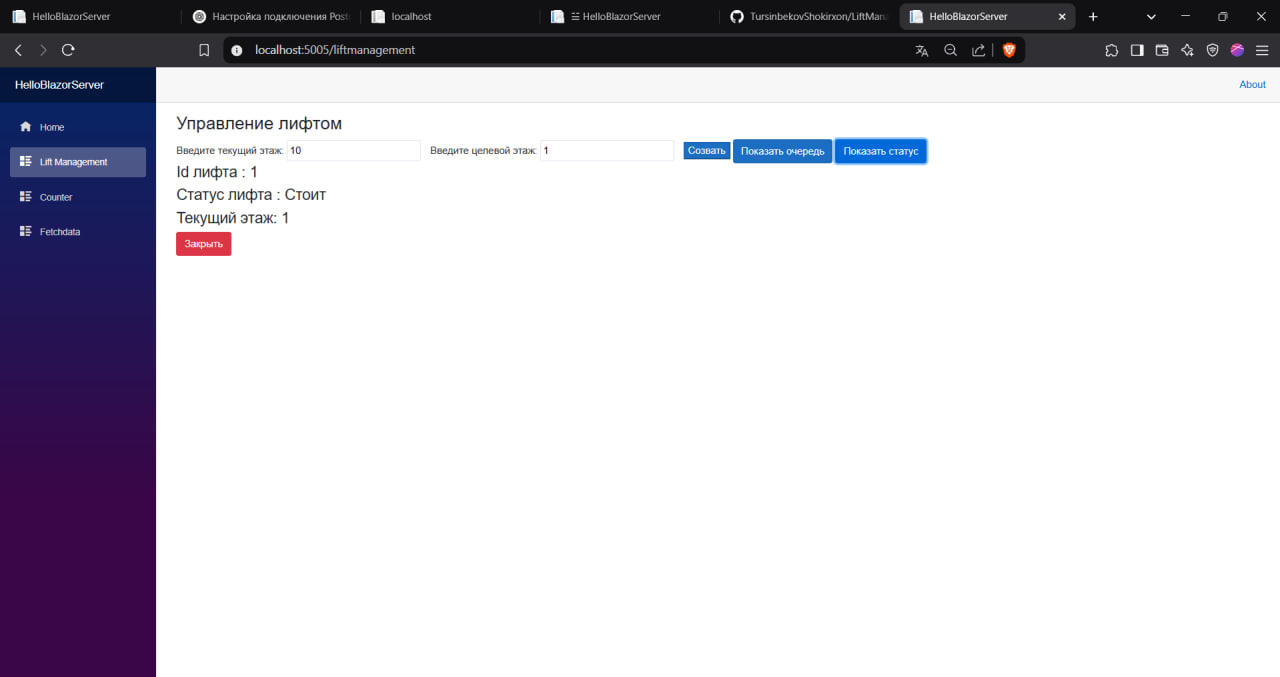 HelloBlazorServer
Настройка подключения Post
localhost
☱ HelloBlazorServer
TursinbekovShokirxon/LiftMana
HelloBlazorServer
localhost:5005/liftmanagement
HelloBlazorServer
About
Home
Lift Management
Counter
Fetchdata
Управление лифтом
Введите текущий этаж: 10 Введите целевой этаж: 1 Созвать Показать очередь Показать статус
Id лифта : 1
Статус лифта : Стоит
Текущий этаж: 1
Закрыть